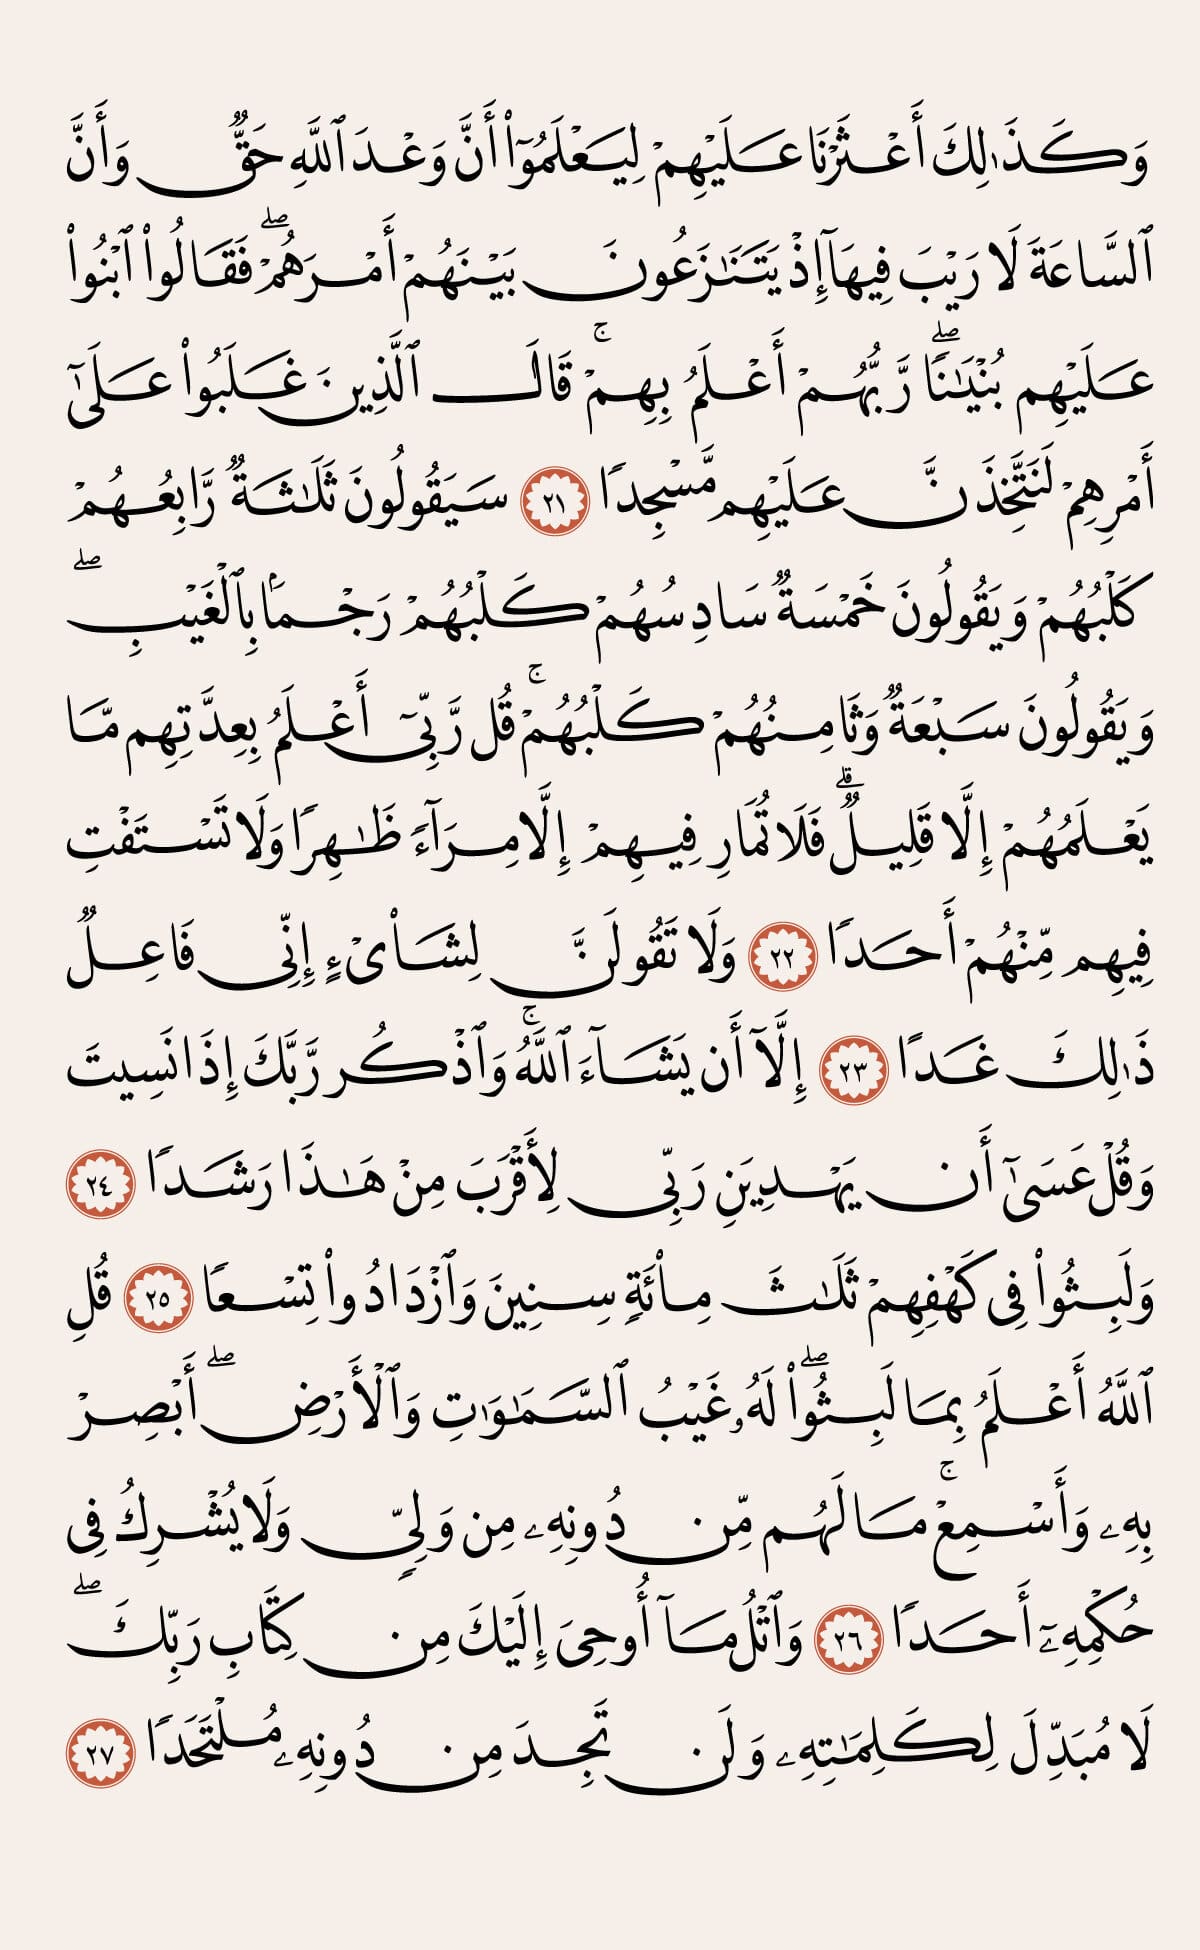 وَكَذَٰلِكَ أَعْثَرْنَا عَلَيْهِمْ لِيَعْلَمُوٓا۟ أَنَّ وَعْدَ ٱللَّهِ حَقٌّ وَأَنَّ
ٱلسَّاعَةَ لَا رَيْبَ فِيهَآ إِذْ يَتَنَٰزَعُونَ بَيْنَهُمْ أَمْرَهُمْ ۖ فَقَالُوا۟ ٱبْنُوا۟
عَلَيْهِم بُنْيَٰنًا ۖ رَّبُّهُمْ أَعْلَمُ بِهِمْ ۚ قَالَ ٱلَّذِينَ غَلَبُوا۟ عَلَىٰٓ
أَمْرِهِمْ لَنَتَّخِذَنَّ عَلَيْهِم مَّسْجِدًا ٢١ سَيَقُولُونَ ثَلَٰثَةٌ رَّابِعُهُمْ
كَلْبُهُمْ وَيَقُولُونَ خَمْسَةٌ سَادِسُهُمْ كَلْبُهُمْ رَجْمًۢا بِٱلْغَيْبِ ۖ
وَيَقُولُونَ سَبْعَةٌ وَثَامِنُهُمْ كَلْبُهُمْ ۚ قُل رَّبِّىٓ أَعْلَمُ بِعِدَّتِهِم مَّا
يَعْلَمُهُمْ إِلَّا قَلِيلٌ ۗ فَلَا تُمَارِ فِيهِمْ إِلَّا مِرَآءً ظَٰهِرًا وَلَا تَسْتَفْتِ
فِيهِم مِّنْهُمْ أَحَدًا ٢٢ وَلَا تَقُولَنَّ لِشَا۟ىْءٍ إِنِّى فَاعِلٌ
ذَٰلِكَ غَدًا ٢٣ إِلَّآ أَن يَشَآءَ ٱللَّهُ ۚ وَٱذْكُر رَّبَّكَ إِذَا نَسِيتَ
وَقُلْ عَسَىٰٓ أَن يَهْدِيَنِ رَبِّى لِأَقْرَبَ مِنْ هَٰذَا رَشَدًا ٢٤
وَلَبِثُوا۟ فِى كَهْفِهِمْ ثَلَٰثَ مِا۟ئَةٍ سِنِينَ وَٱزْدَادُوا۟ تِسْعًا ٢٥ قُلِ
ٱللَّهُ أَعْلَمُ بِمَا لَبِثُوا۟ ۖ لَهُۥ غَيْبُ ٱلسَّمَٰوَٰتِ وَٱلْأَرْضِ ۖ أَبْصِرْ
بِهِۦ وَأَسْمِعْ ۚ مَا لَهُم مِّن دُونِهِۦ مِن وَلِىٍّ وَلَا يُشْرِكُ فِى
حُكْمِهِۦٓ أَحَدًا ٢٦ وَٱتْلُ مَآ أُوحِىَ إِلَيْكَ مِن كِتَابِ رَبِّكَ ۖ
لَا مُبَدِّلَ لِكَلِمَٰتِهِۦ وَلَن تَجِدَ مِن دُونِهِۦ مُلْتَحَدًا ٢٧